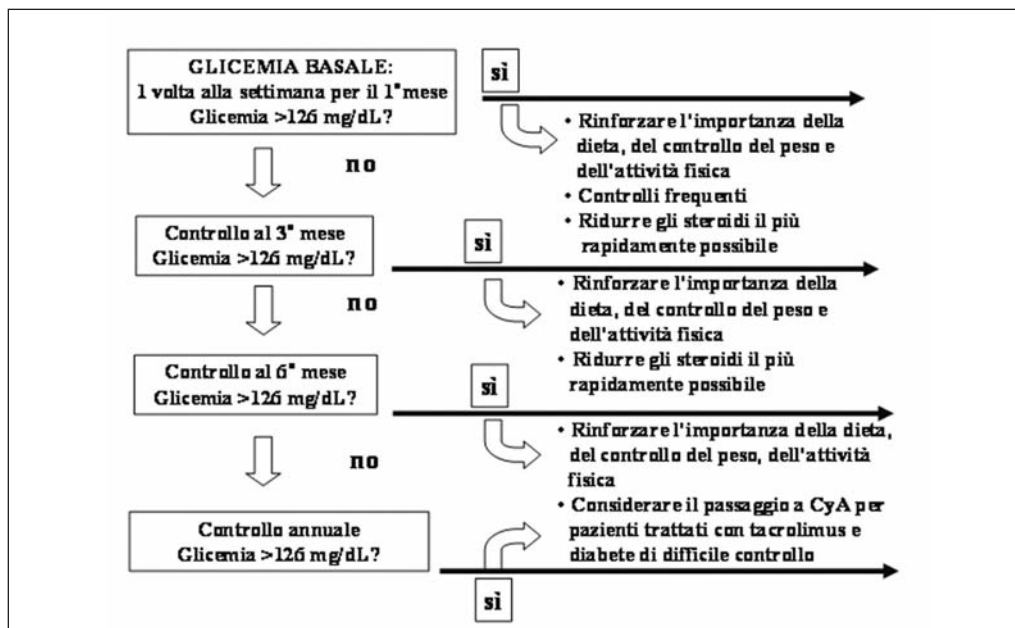 GLICEMIA BASALE:
1 volta alla settimana per il 1° mese
Glicemia >126 mg/dL?
sì
• Rinforzare l'importanza della
dieta, del controllo del peso e
dell'attività fisica
• Controlli frequenti
• Ridurre gli steroidi il più
rapidamente possibile
no
Controllo al 3° mese
Glicemia >126 mg/dL?
sì
• Rinforzare l'importanza della
dieta, del controllo del peso e
dell'attività fisica
• Ridurre gli steroidi il più
rapidamente possibile
no
Controllo al 6° mese
Glicemia >126 mg/dL?
sì
• Rinforzare l'importanza della dieta,
del controllo del peso, dell'attività
fisica
• Considerare il passaggio a CyA per
pazienti trattati con tacrolimus e
diabete di difficile controllo
no
Controllo annuale
Glicemia >126 mg/dL?
sì